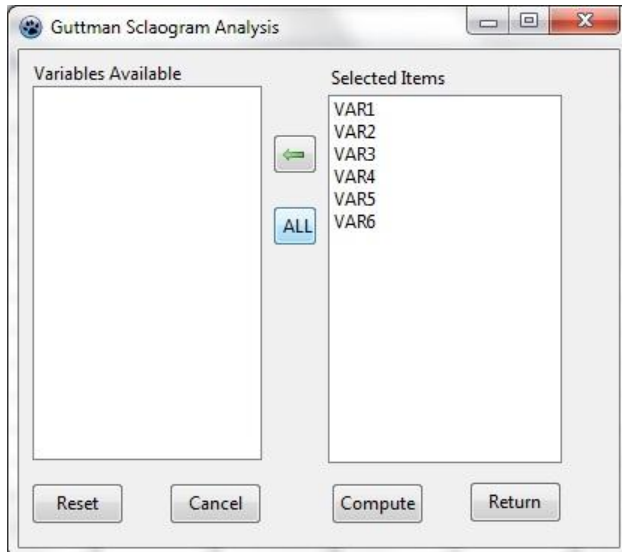 Guttman Sclaogram Analysis
Variables Available
Selected Items
VAR1
VAR2
VAR3
VAR4
VAR5
VAR6
ALL
Reset Cancel Compute Return